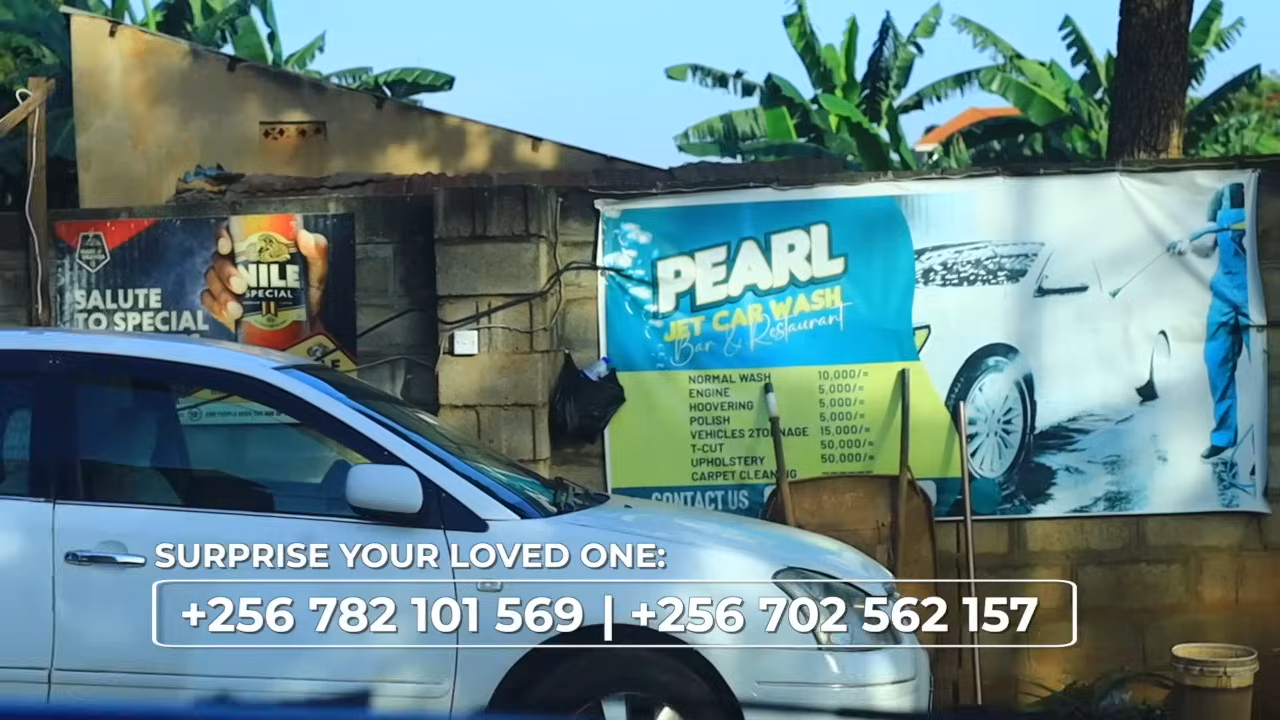 NILE
SPECIAL
SALUTE
TO SPECIAL
PEARL
JET CAR WASH
Bar & Restaurant
NORMAL WASH 10,000/=
ENGINE 5,000/=
HOOVERING 5,000/=
POLISH 5,000/=
VEHICLES 2TONNAGE 15,000/=
T-CUT 50,000/=
UPHOLSTERY 50,000/=
CARPET CLEANING
CONTACT US
SURPRISE YOUR LOVED ONE:
+256 782 101 569 | +256 702 562 157